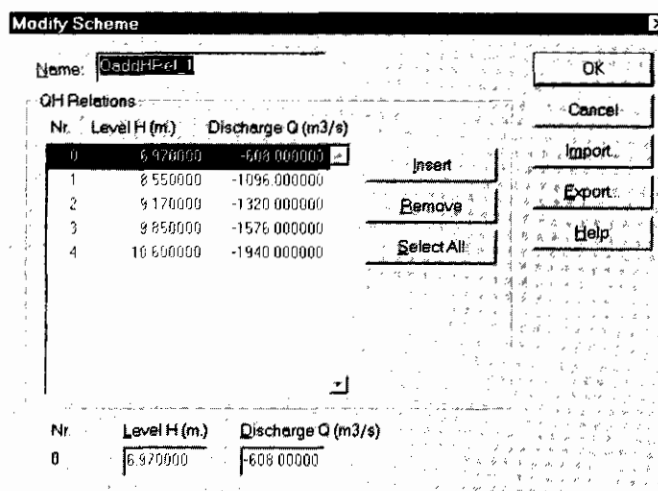 Modify Scheme
Name: QaddHRel_1
OK
QH Relations
Cancel
Nr. Level H (m.) Discharge Q (m3/s)
0 6.970000 -608.000000
Import..
Insert
1 8.550000 -1096.000000
Export..
2 9.170000 -1320.000000
Remove
3 9.850000 -1576.000000
Help
Select All
4 10.600000 -1940.000000
Nr. Level H (m.) Discharge Q (m3/s)
0 6.970000 -608.00000